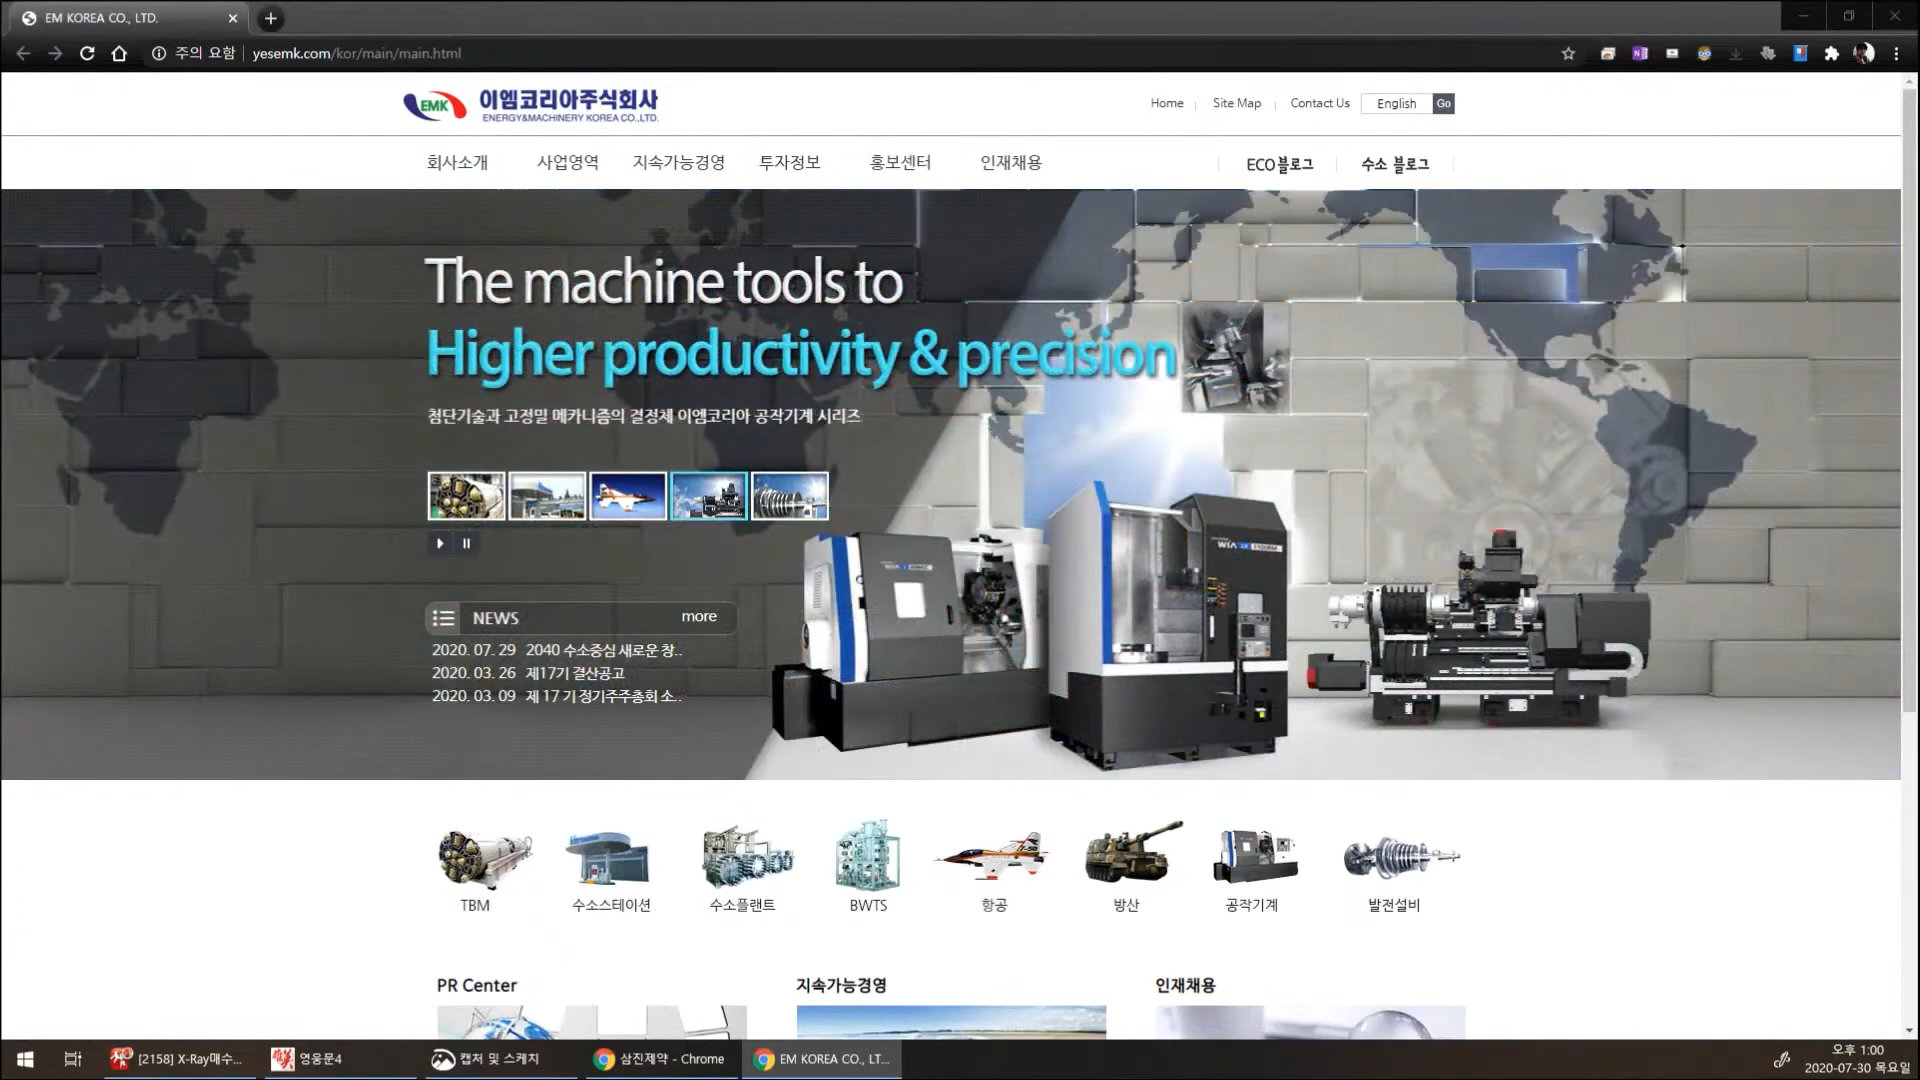 EM KOREA CO., LTD.
주의 요함 yesemk.com/kor/main/main.html
EMK 이엠코리아주식회사
ENERGY&MACHINERY KOREA CO.,LTD.
Home Site Map Contact Us English Go
회사소개 사업영역 지속가능경영 투자정보 홍보센터 인재채용 ECO블로그 수소 블로그
The machine tools to
Higher productivity & precision
첨단기술과 고정밀 메카니즘의 결정체 이엠코리아 공작기계 시리즈
NEWS more
2020. 07. 29 2040 수소중심 새로운 창..
2020. 03. 26 제17기 결산공고
2020. 03. 09 제 17 기 정기주주총회 소..
TBM 수소스테이션 수소플랜트 BWTS 항공 방산 공작기계 발전설비
PR Center 지속가능경영 인재채용
[2158] X-Ray매수... 영웅문4 캡처 및 스케치 삼진제약 - Chrome EM KOREA CO., LT...
오후 1:00
2020-07-30 목요일